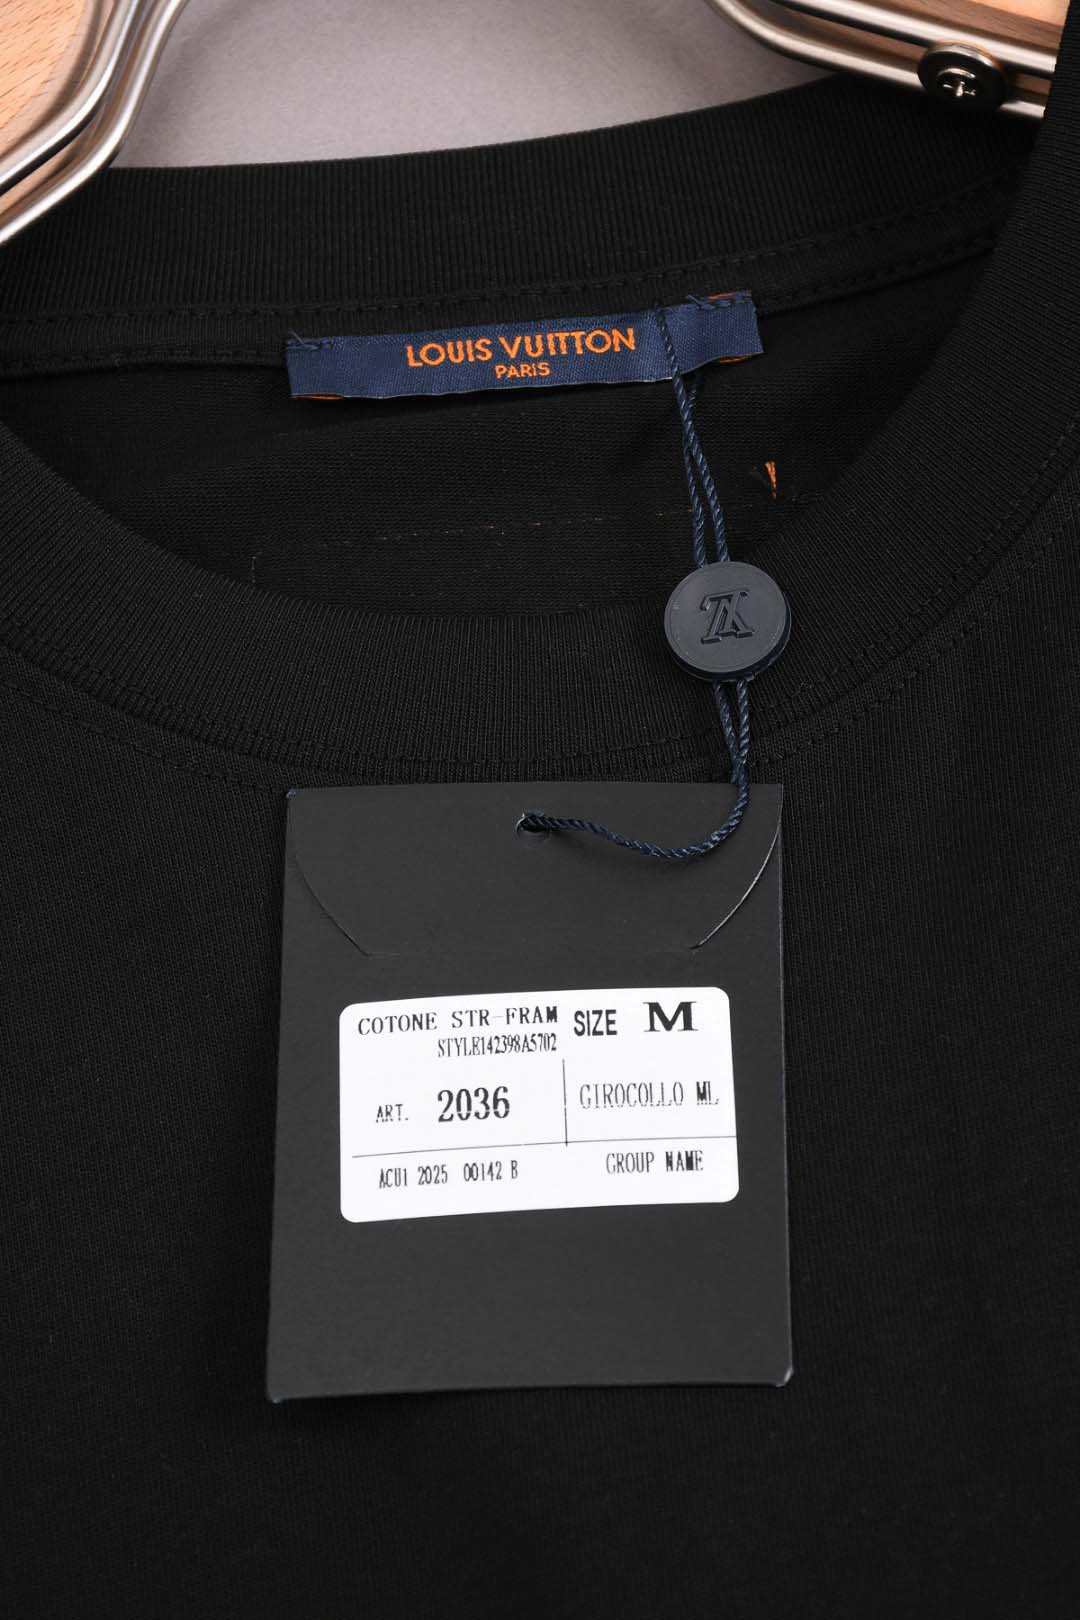 LOUIS VUITTON
PARIS
COTONE STR-FRAM SIZE M
STYLE142398A5702
ART. 2036 GIROCOLLO ML
ACU1 2025 00142 B GROUP NAME